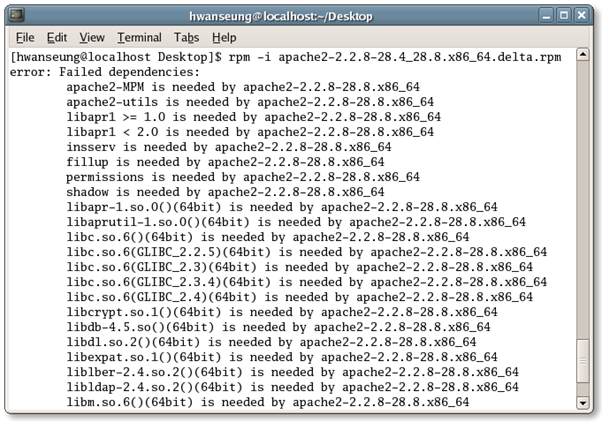 hwanseung@localhost:~/Desktop
File Edit View Terminal Tabs Help
[hwanseung@localhost Desktop]$ rpm -i apache2-2.2.8-28.4_28.8.x86_64.delta.rpm
error: Failed dependencies:
apache2-MPM is needed by apache2-2.2.8-28.8.x86_64
apache2-utils is needed by apache2-2.2.8-28.8.x86_64
libapr1 >= 1.0 is needed by apache2-2.2.8-28.8.x86_64
libapr1 < 2.0 is needed by apache2-2.2.8-28.8.x86_64
insserv is needed by apache2-2.2.8-28.8.x86_64
fillup is needed by apache2-2.2.8-28.8.x86_64
permissions is needed by apache2-2.2.8-28.8.x86_64
shadow is needed by apache2-2.2.8-28.8.x86_64
libapr-1.so.0()(64bit) is needed by apache2-2.2.8-28.8.x86_64
libaprutil-1.so.0()(64bit) is needed by apache2-2.2.8-28.8.x86_64
libc.so.6()(64bit) is needed by apache2-2.2.8-28.8.x86_64
libc.so.6(GLIBC_2.2.5)(64bit) is needed by apache2-2.2.8-28.8.x86_64
libc.so.6(GLIBC_2.3)(64bit) is needed by apache2-2.2.8-28.8.x86_64
libc.so.6(GLIBC_2.3.4)(64bit) is needed by apache2-2.2.8-28.8.x86_64
libc.so.6(GLIBC_2.4)(64bit) is needed by apache2-2.2.8-28.8.x86_64
libcrypt.so.1()(64bit) is needed by apache2-2.2.8-28.8.x86_64
libdb-4.5.so()(64bit) is needed by apache2-2.2.8-28.8.x86_64
libdl.so.2()(64bit) is needed by apache2-2.2.8-28.8.x86_64
libexpat.so.1()(64bit) is needed by apache2-2.2.8-28.8.x86_64
liblber-2.4.so.2()(64bit) is needed by apache2-2.2.8-28.8.x86_64
libldap-2.4.so.2()(64bit) is needed by apache2-2.2.8-28.8.x86_64
libm.so.6()(64bit) is needed by apache2-2.2.8-28.8.x86_64